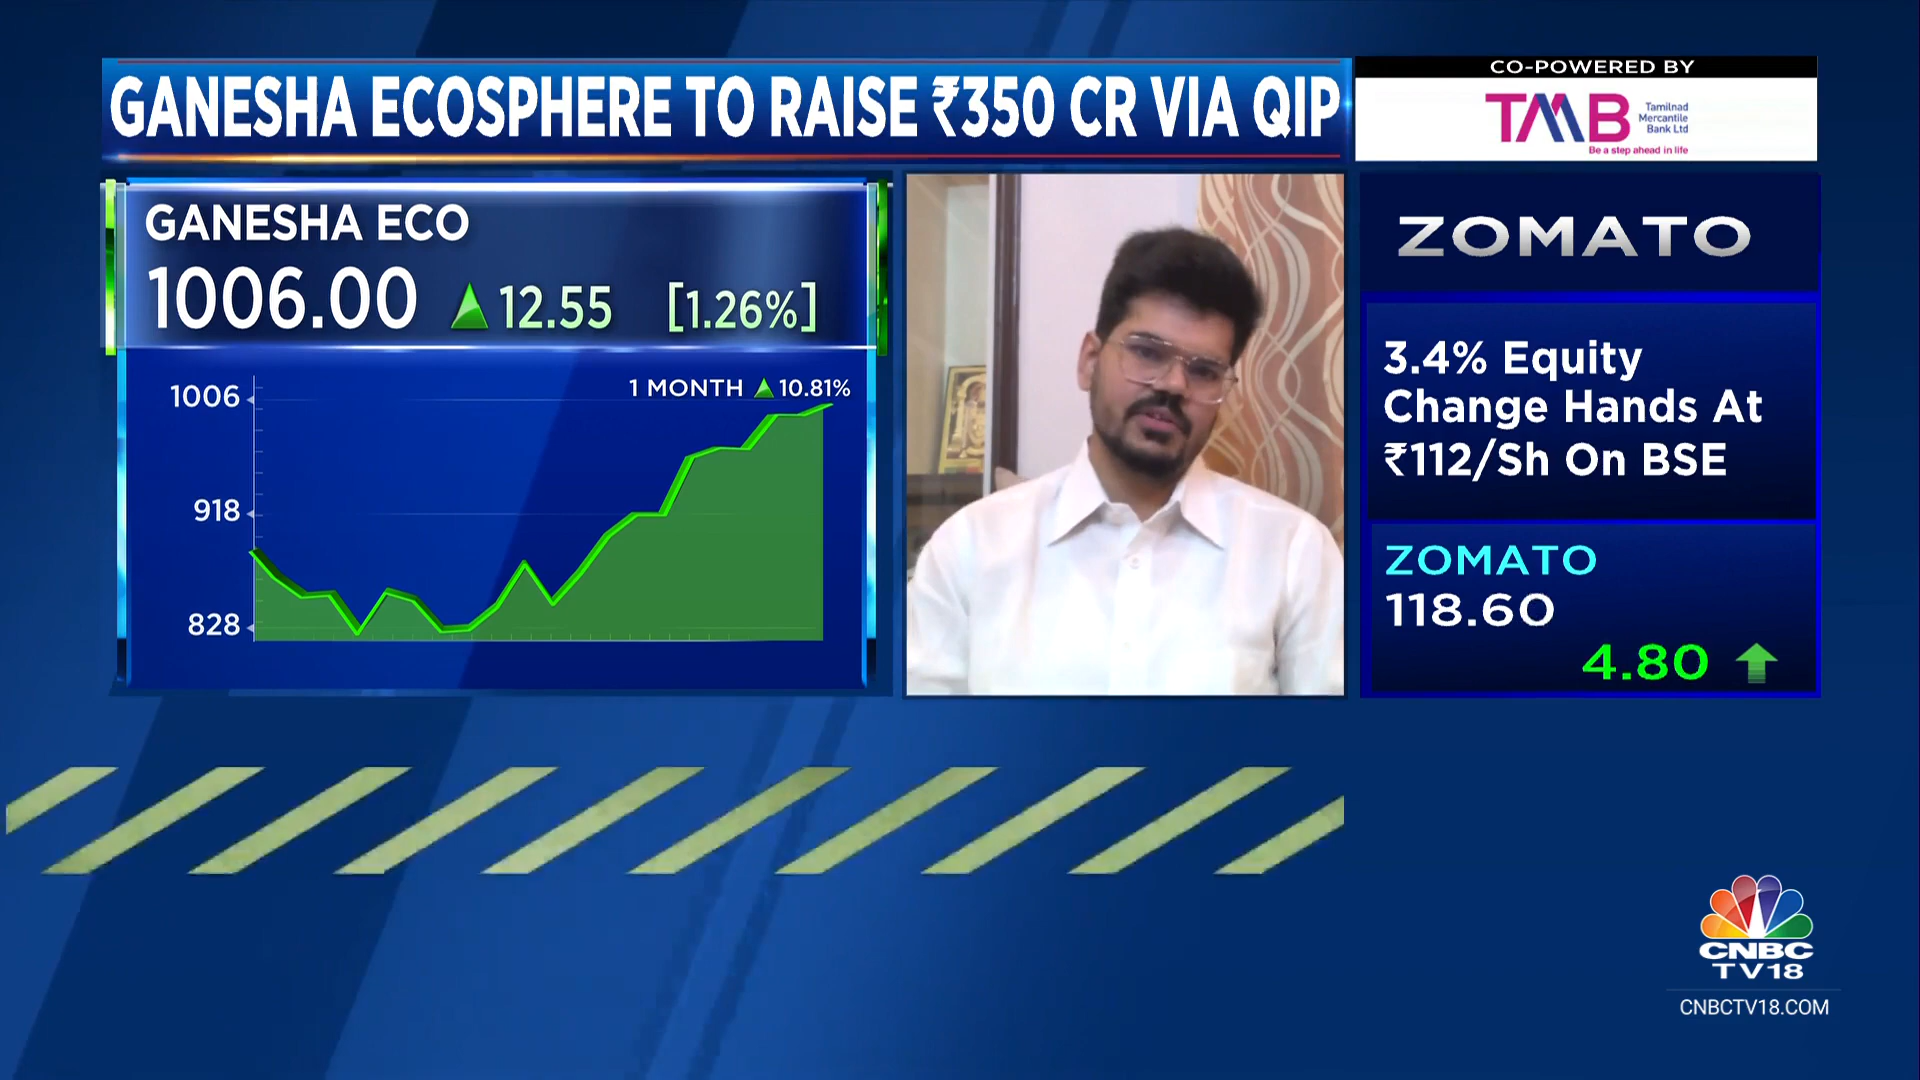 GANESHA ECOSPHERE TO RAISE ₹350 CR VIA QIP
CO-POWERED BY
TMB
Tamilnad
Mercantile
Bank Ltd
Be a step ahead in life
GANESHA ECO
1006.00 ▲ 12.55 [1.26%]
1 MONTH ▲ 10.81%
1006
918
828
ZOMATO
3.4% Equity
Change Hands At
₹112/Sh On BSE
ZOMATO
118.60
4.80
CNBC
TV18
CNBCTV18.COM